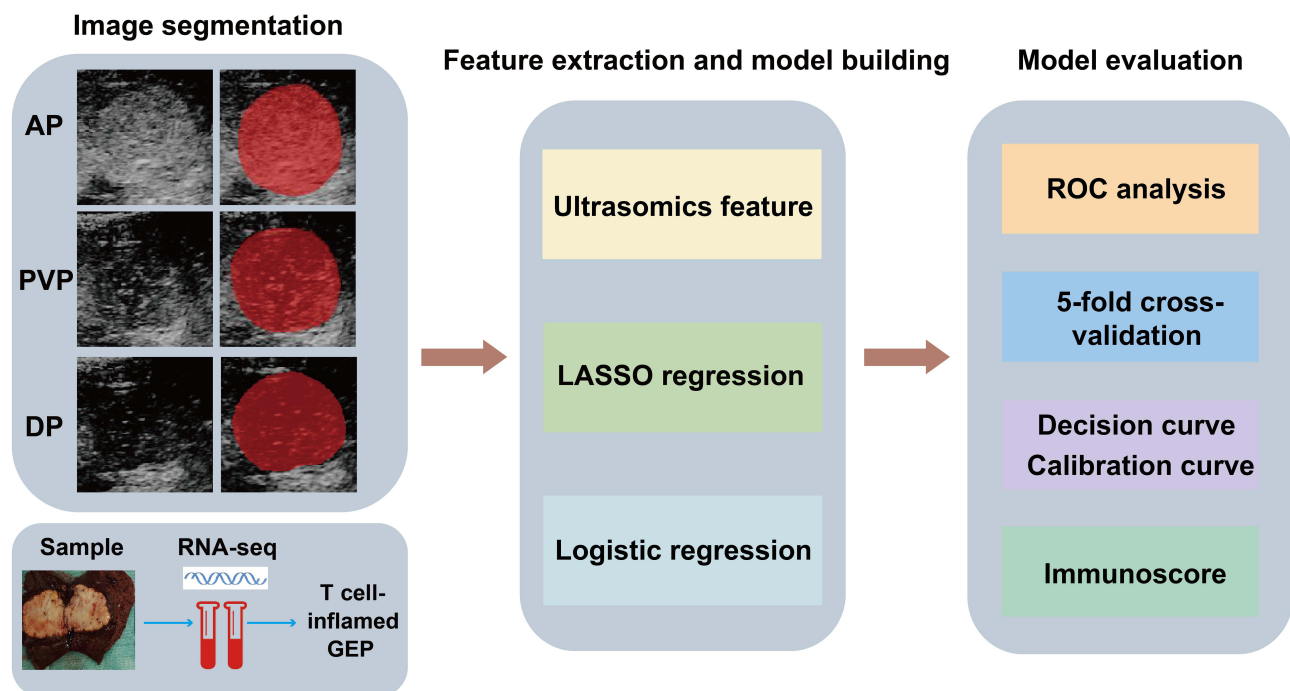 Image segmentation
AP
PVP
DP
Sample
RNA-seq
T cell-
inflamed
GEP
Feature extraction and model building
Ultrasomics feature
LASSO regression
Logistic regression
Model evaluation
ROC analysis
5-fold cross-
validation
Decision curve
Calibration curve
Immunoscore